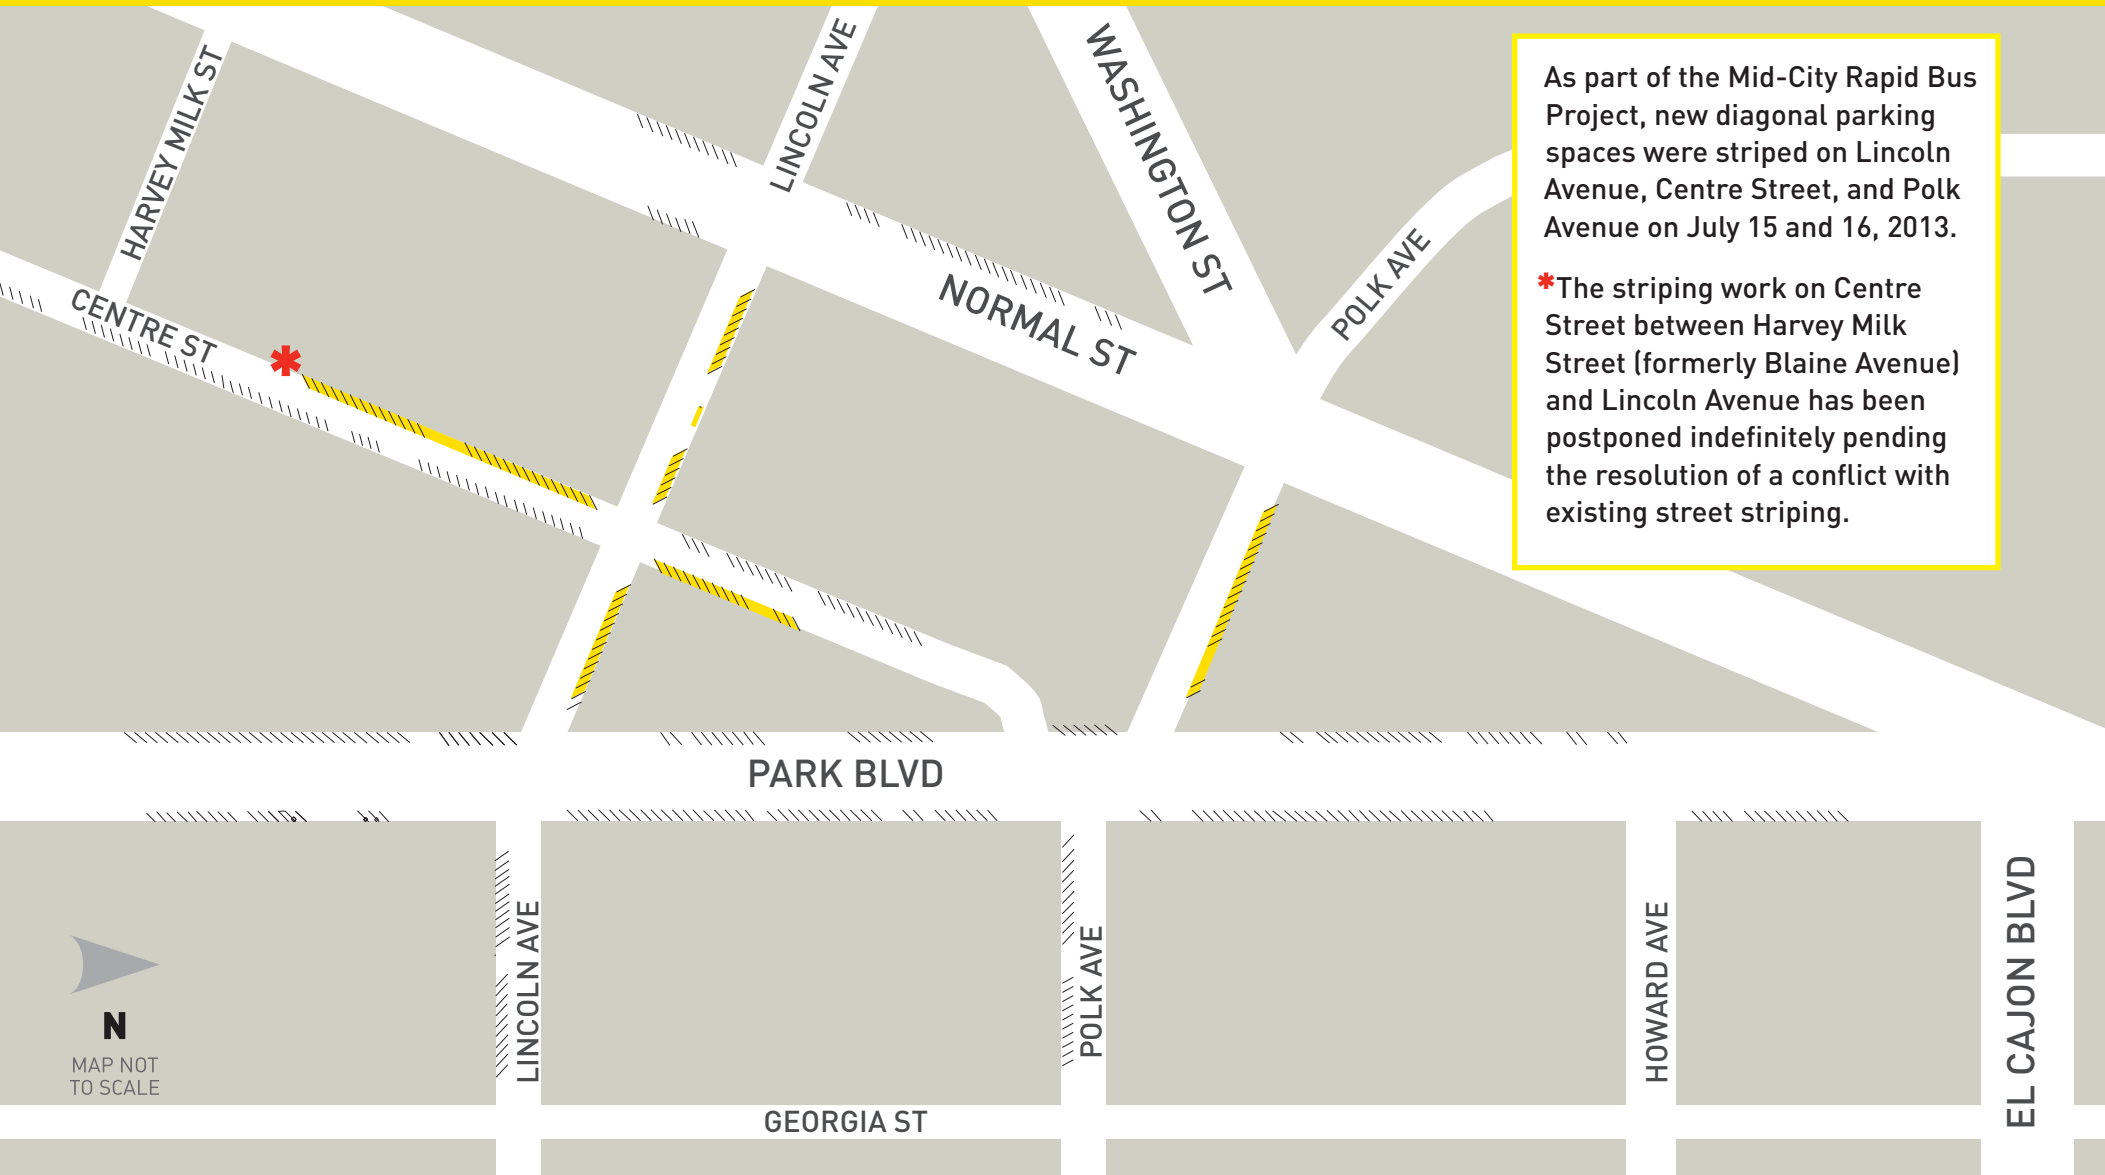 HARVEY MILK ST
LINCOLN AVE
WASHINGTON ST
As part of the Mid-City Rapid Bus
Project, new diagonal parking
spaces were striped on Lincoln
Avenue, Centre Street, and Polk
Avenue on July 15 and 16, 2013.
*The striping work on Centre
Street between Harvey Milk
Street (formerly Blaine Avenue)
and Lincoln Avenue has been
postponed indefinitely pending
the resolution of a conflict with
existing street striping.
POLK AVE
CENTRE ST
*
NORMAL ST
PARK BLVD
LINCOLN AVE
POLK AVE
HOWARD AVE
EL CAJON BLVD
N
MAP NOT
TO SCALE
GEORGIA ST